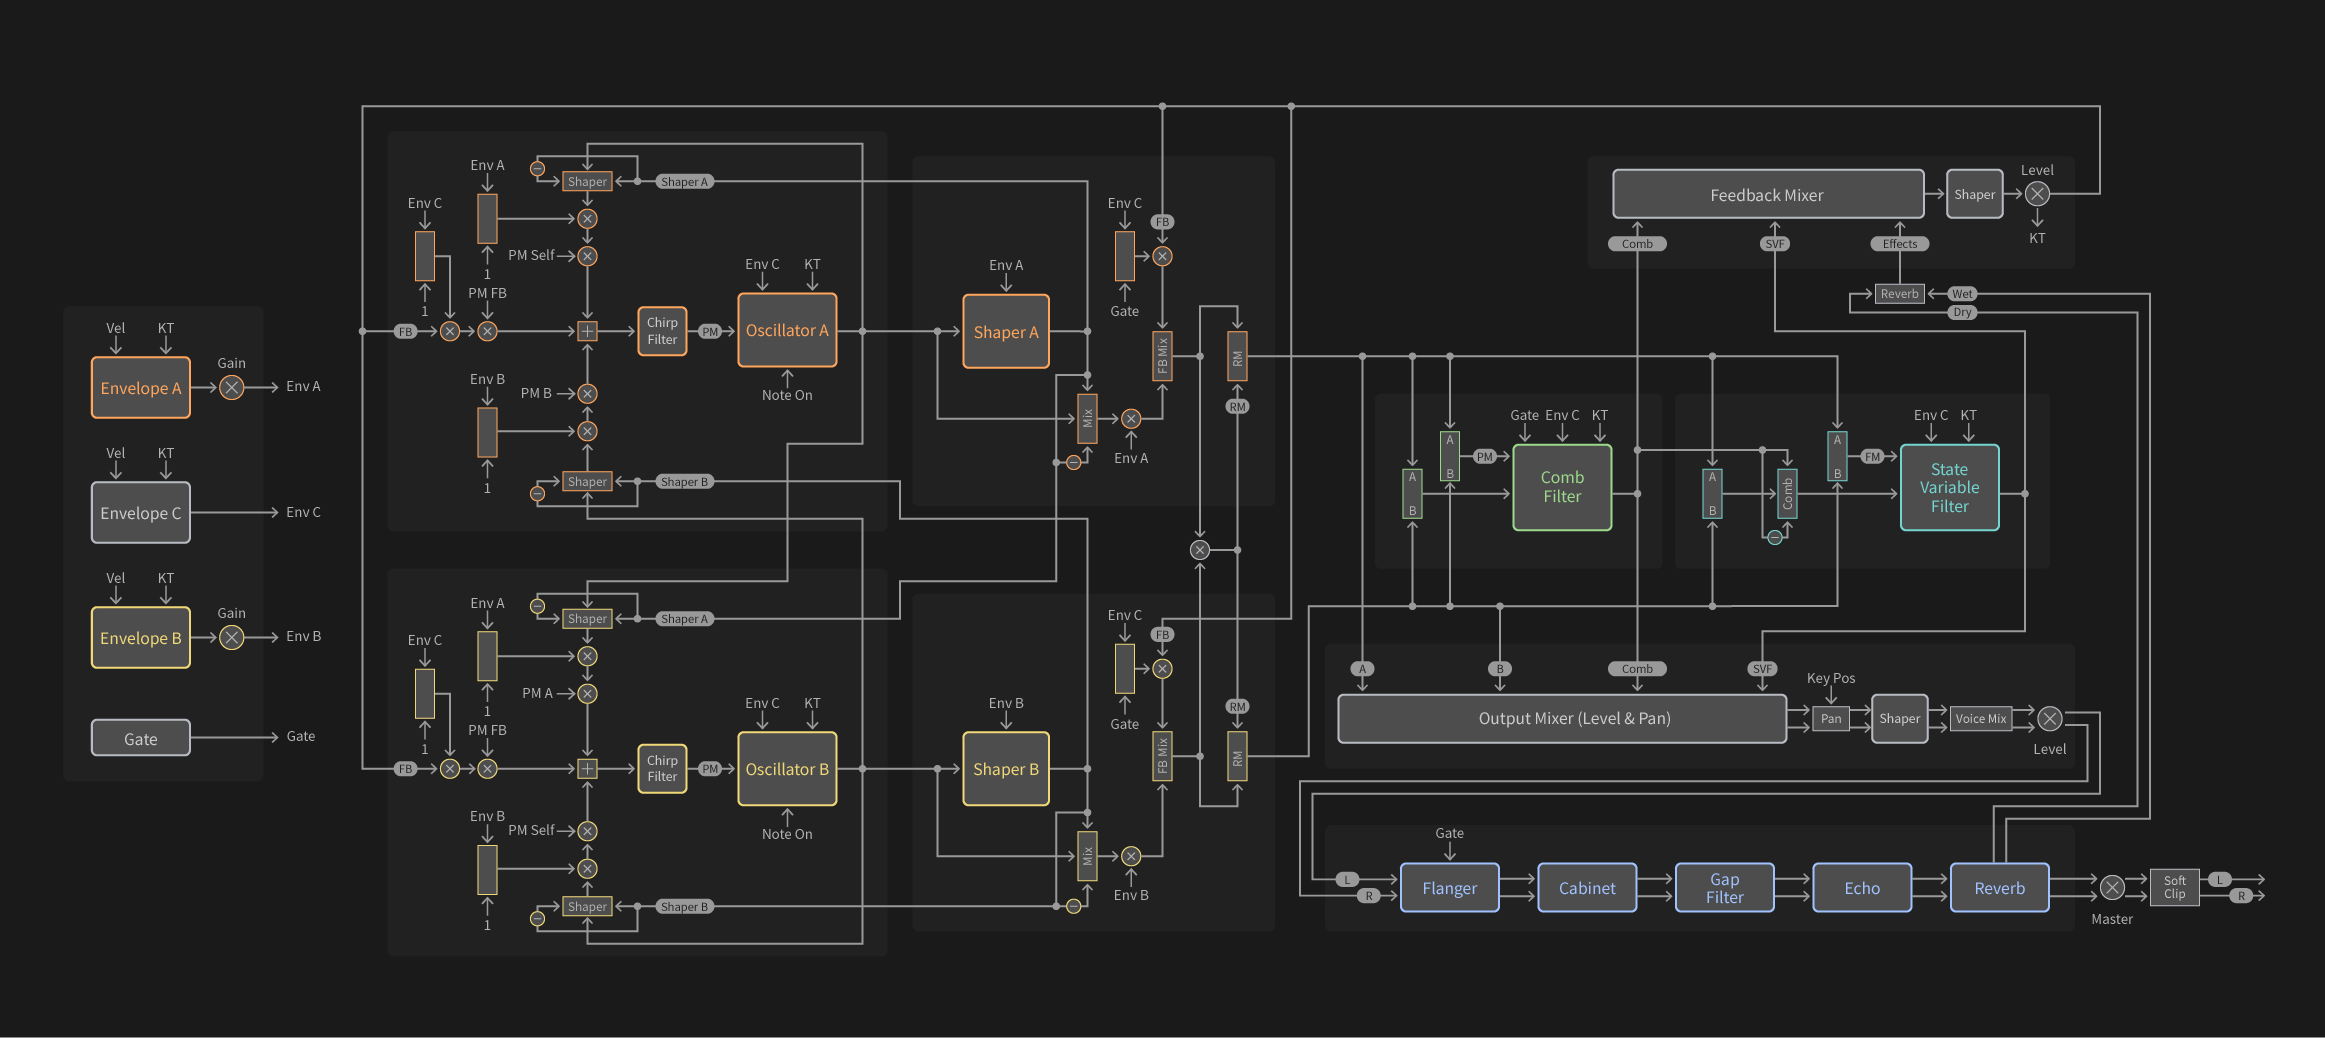 Vel
KT
Gain
Envelope A
Env A
Vel
KT
Envelope C
Env C
Vel
KT
Gain
Envelope B
Env B
Gate
Gate
Env A
Shaper
Shaper A
Env C
PM Self
1
1
PM FB
FB
Chirp
Filter
PM
Env C
KT
Oscillator A
Note On
Env B
PM B
1
Shaper
Shaper B
Env A
Shaper A
Env C
FB
Gate
FB Mix
RM
RM
Mix
Env A
Env A
Shaper
Shaper A
Env C
PM A
1
1
PM FB
FB
Chirp
Filter
PM
Env C
KT
Oscillator B
Note On
Env B
PM Self
1
Shaper
Shaper B
Env B
Shaper B
Env C
FB
Gate
FB Mix
RM
RM
Mix
Env B
Feedback Mixer
Shaper
Level
KT
Comb
SVF
Effects
Reverb
Wet
Dry
A
B
A
B
PM
Gate
Env C
KT
Comb
Filter
A
B
Comb
A
B
FM
Env C
KT
State
Variable
Filter
A
B
Comb
SVF
Output Mixer (Level & Pan)
Key Pos
Pan
Shaper
Voice Mix
Level
L
R
Gate
Flanger
Cabinet
Gap
Filter
Echo
Reverb
Master
Soft
Clip
L
R